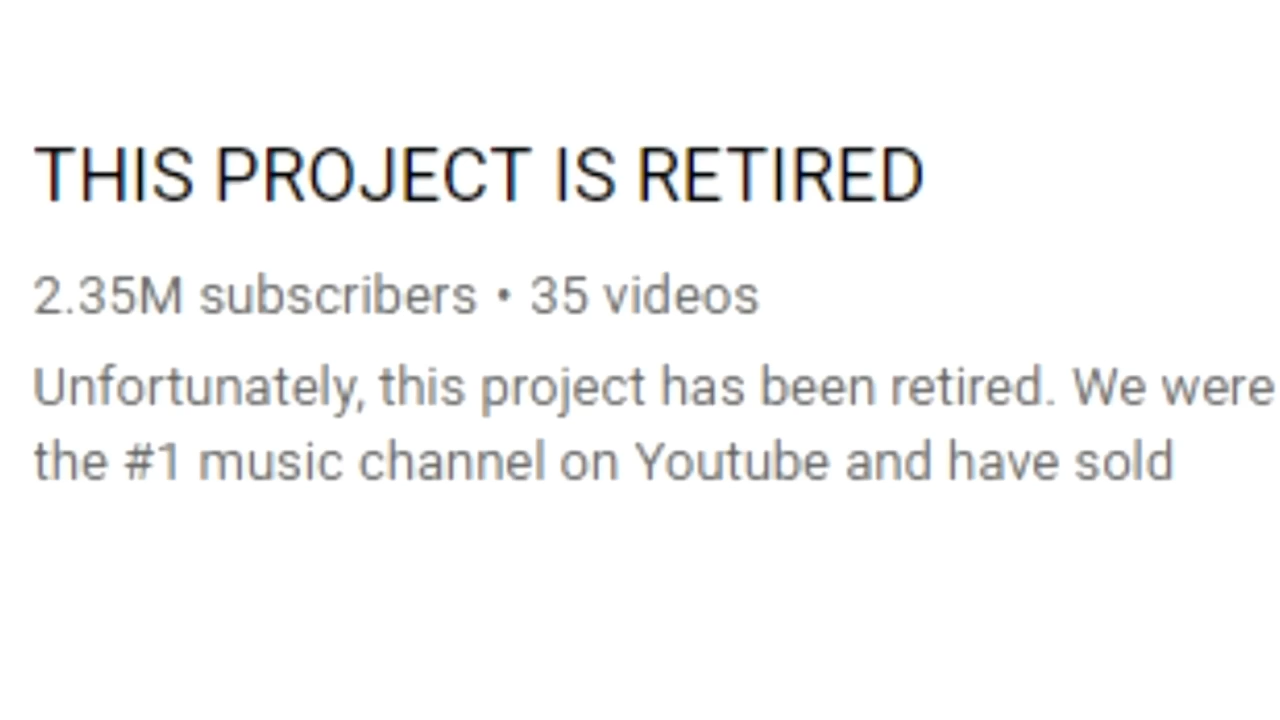 THIS PROJECT IS RETIRED
2.35M subscribers • 35 videos
Unfortunately, this project has been retired. We were
the #1 music channel on Youtube and have sold